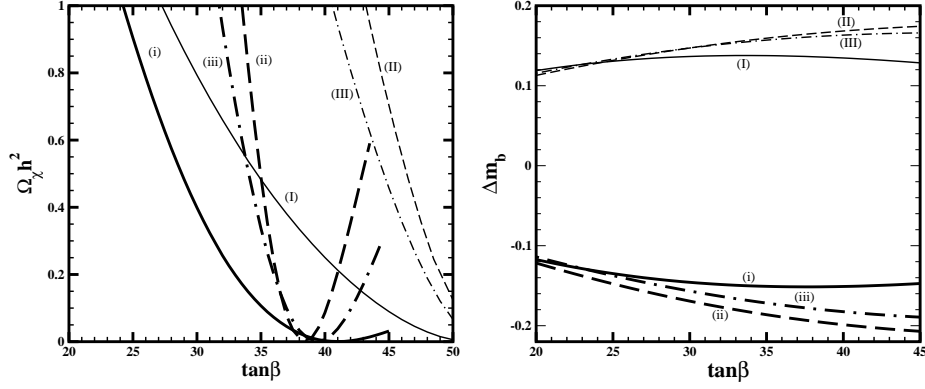 1
0.8
0.6
0.4
0.2
0
Ωχh²
20 25 30 35 40 45 50
tanβ
(i)
(iii)
(ii)
(I)
(III)
(II)
0.2
0.1
0
-0.1
-0.2
Δm_b
20 25 30 35 40 45
tanβ
(II)
(III)
(I)
(i)
(iii)
(ii)